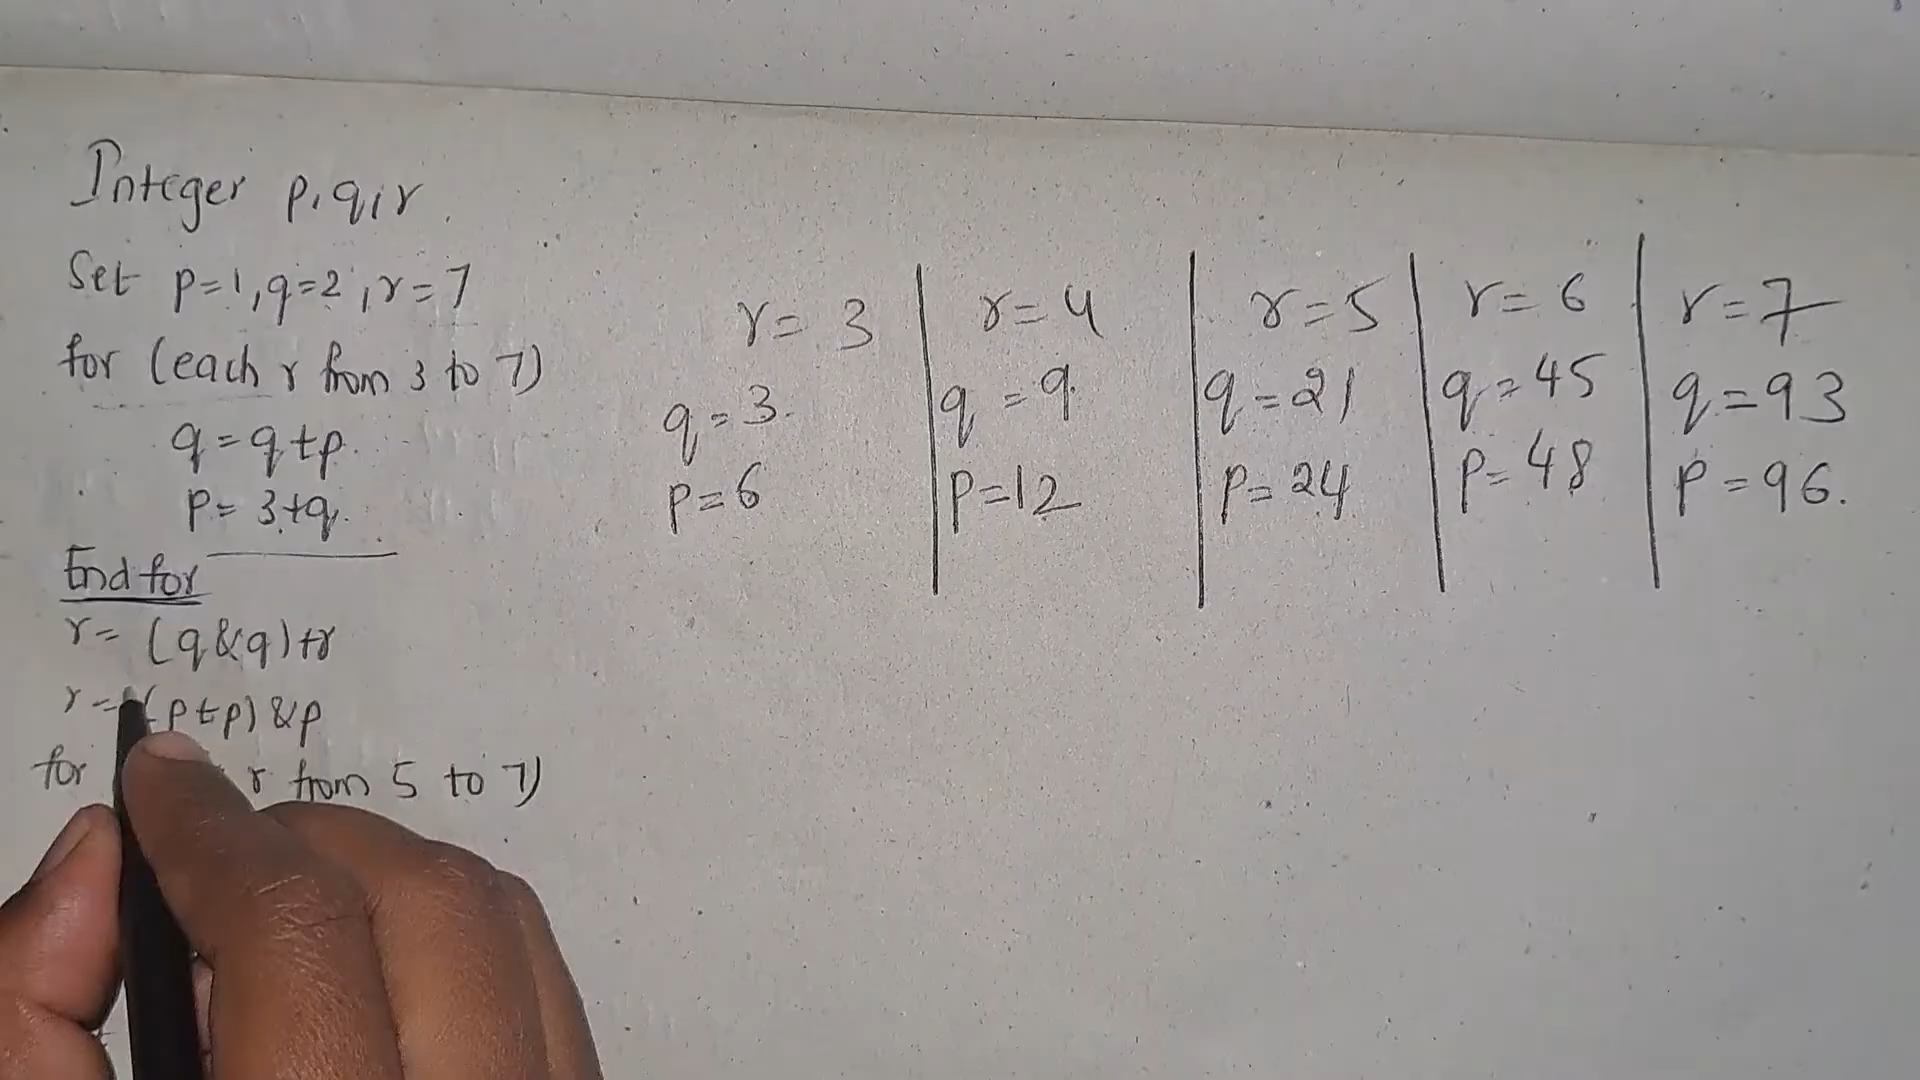 Integer p,q,r.
Set p=1,q=2,r=7
for (each r from 3 to 7)
q=q+p.
p=3+q.
End for
r=(q&q)+r
r=(p+p)&p
for r from 5 to 7)
r=3
q=3.
p=6
r=4
q=9.
p=12
r=5
q=21
p=24
r=6
q=45
p=48
r=7
q=93
p=96.